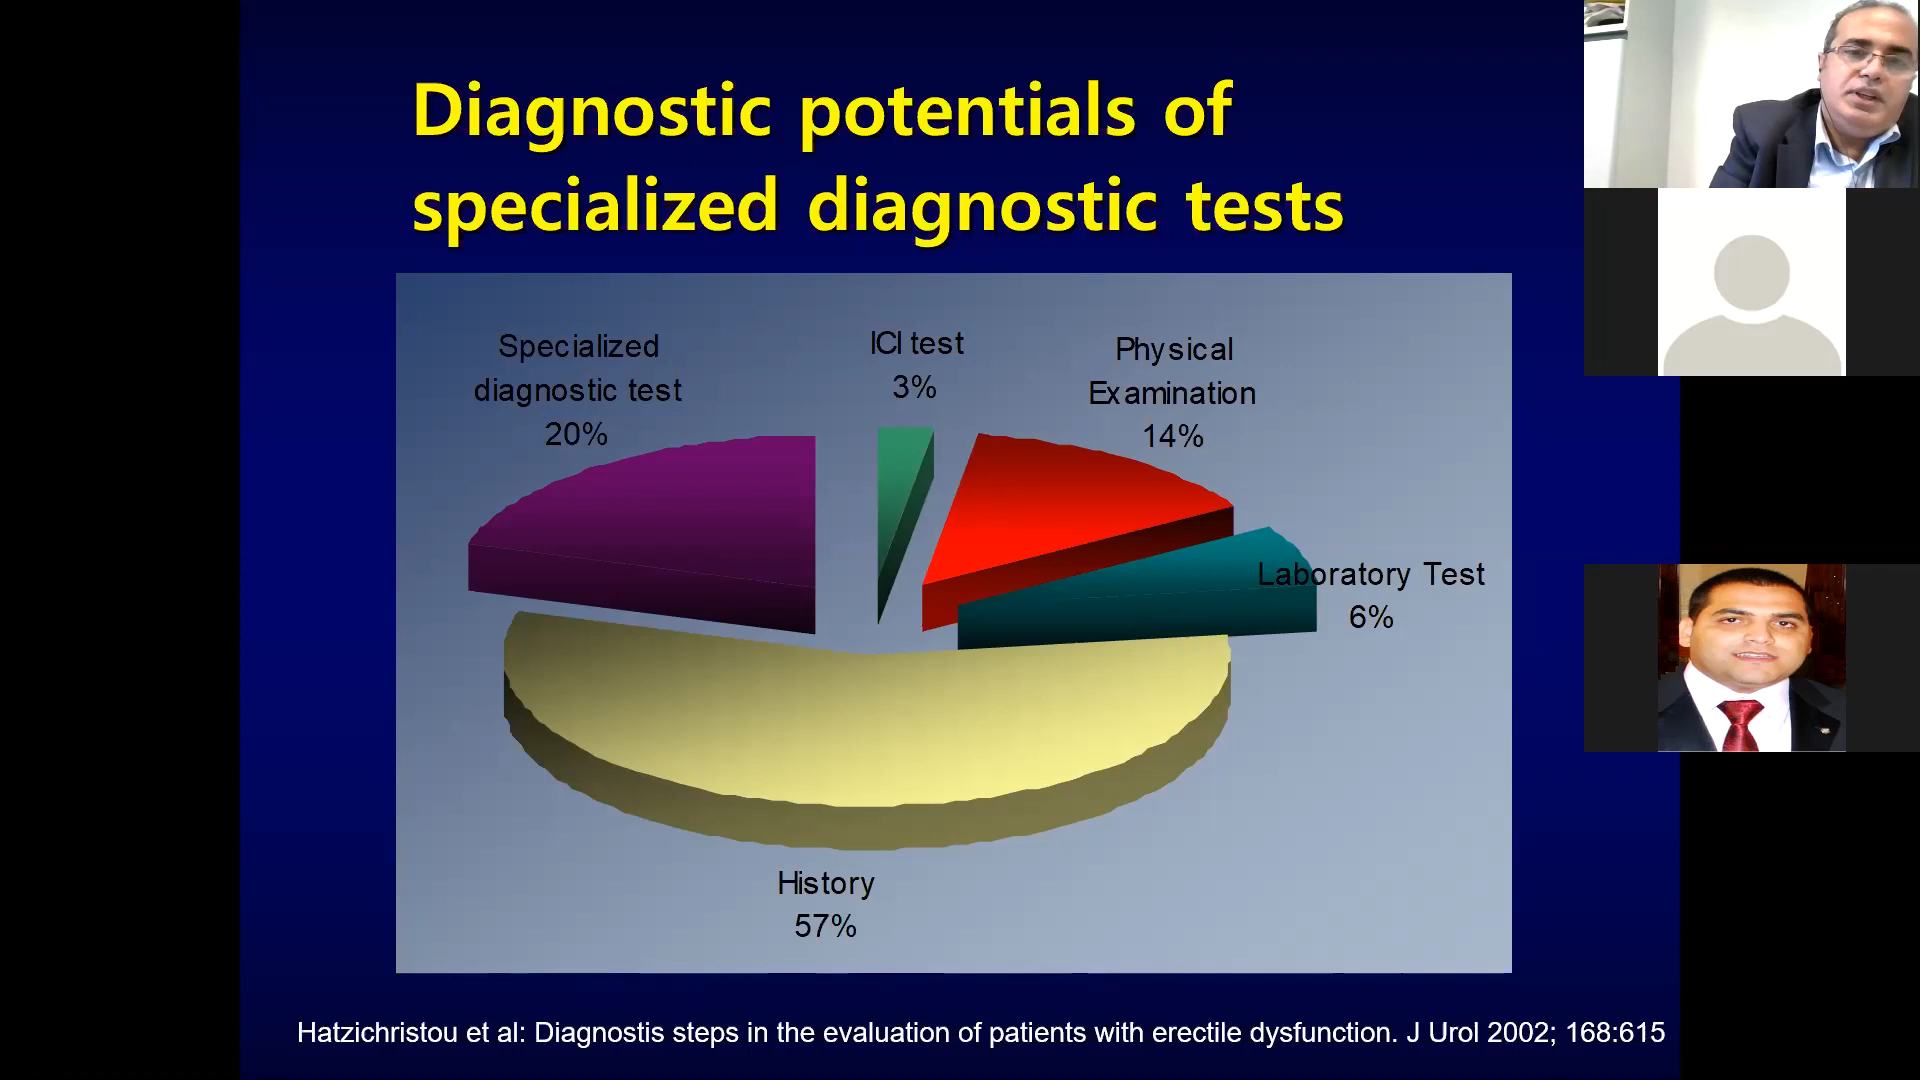 Diagnostic potentials of
specialized diagnostic tests
Specialized
diagnostic test
20%
ICI test
3%
Physical
Examination
14%
Laboratory Test
6%
History
57%
Hatzichristou et al: Diagnostis steps in the evaluation of patients with erectile dysfunction. J Urol 2002; 168:615